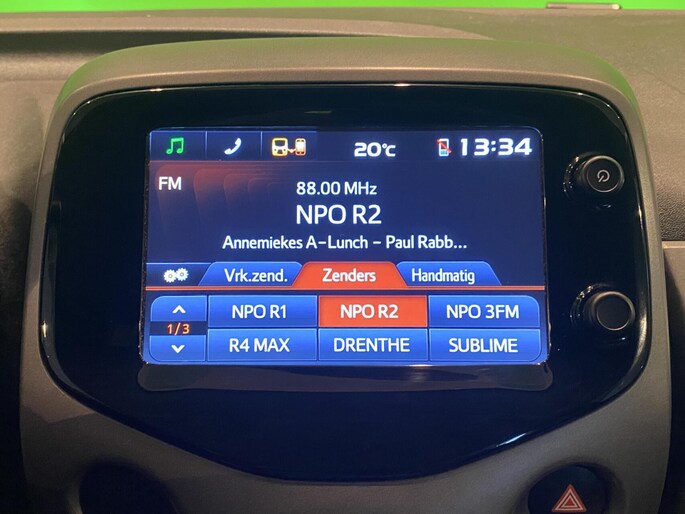 20°C 13:34
FM
88.00 MHz
NPO R2
Annemiekes A-Lunch - Paul Rabb...
Vrk.zend. Zenders Handmatig
NPO R1 NPO R2 NPO 3FM
1/3
R4 MAX DRENTHE SUBLIME